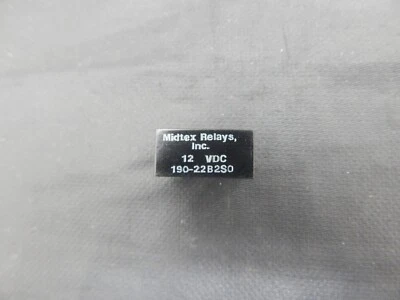 Midtex Relays,
Inc.
12 VDC
190-22B2S0